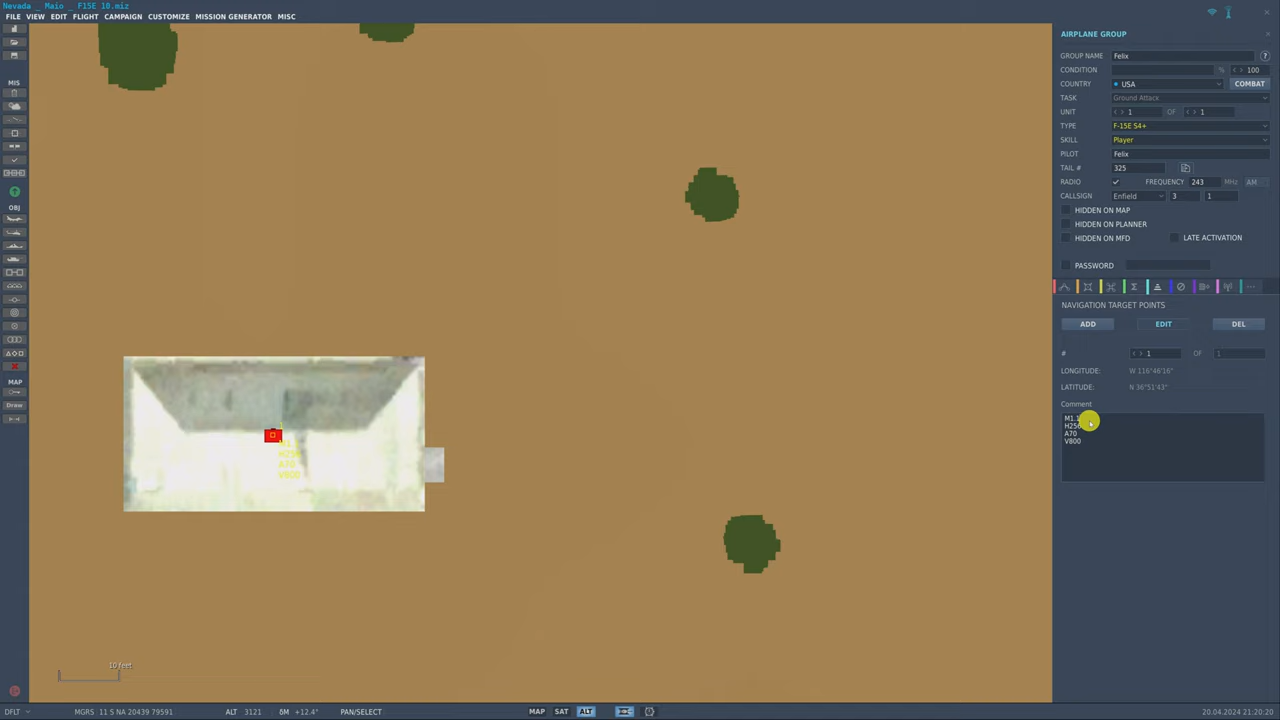 Nevada _ Maio _ F15E 10.miz
FILE VIEW EDIT FLIGHT CAMPAIGN CUSTOMIZE MISSION GENERATOR MISC
MIS
OBJ
MAP
Draw
H256
A70
V800
10 feet
AIRPLANE GROUP
GROUP NAME Felix ?
CONDITION % 100
COUNTRY USA COMBAT
TASK Ground Attack
UNIT 1 OF 1
TYPE F-15E S4+
SKILL Player
PILOT Felix
TAIL # 325
RADIO FREQUENCY 243 MHz AM
CALLSIGN Enfield 3 1
HIDDEN ON MAP
HIDDEN ON PLANNER
HIDDEN ON MFD LATE ACTIVATION
PASSWORD
NAVIGATION TARGET POINTS
ADD EDIT DEL
# 1 OF 1
LONGITUDE: W 116°46'16"
LATITUDE: N 36°51'43"
Comment
H256
A70
V800
DFLT MGRS 11 S NA 20439 79591 ALT 3121 δM +12.4° PAN/SELECT MAP SAT ALT 20.04.2024 21:20:20